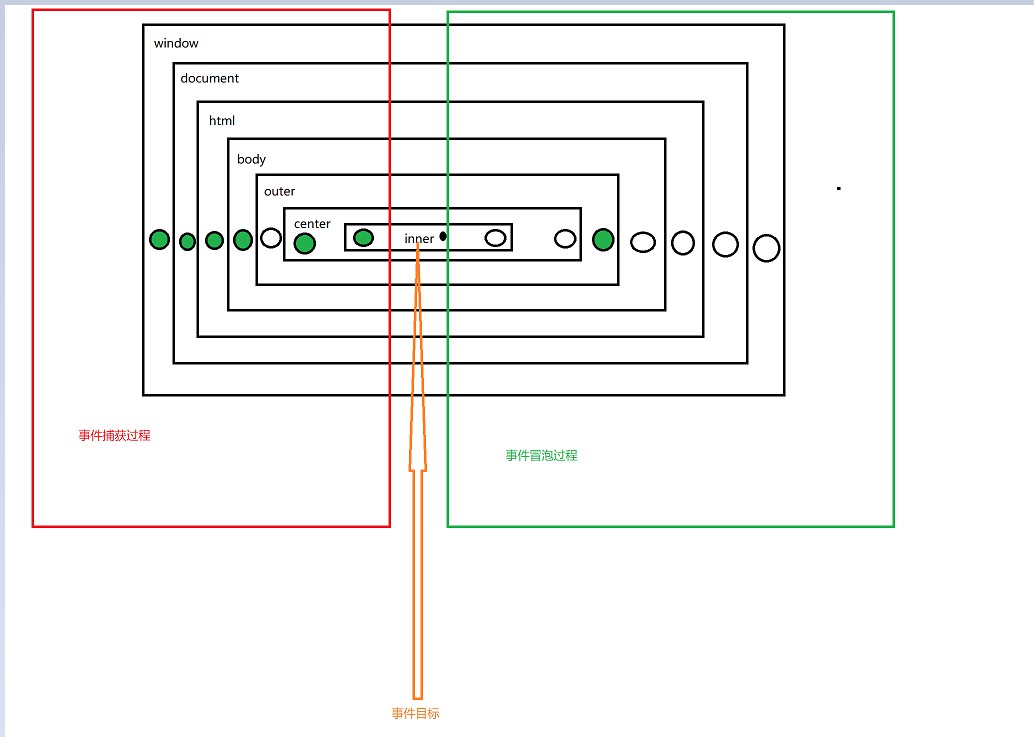 window
document
html
body
outer
center
inner
事件捕获过程
事件冒泡过程
事件目标